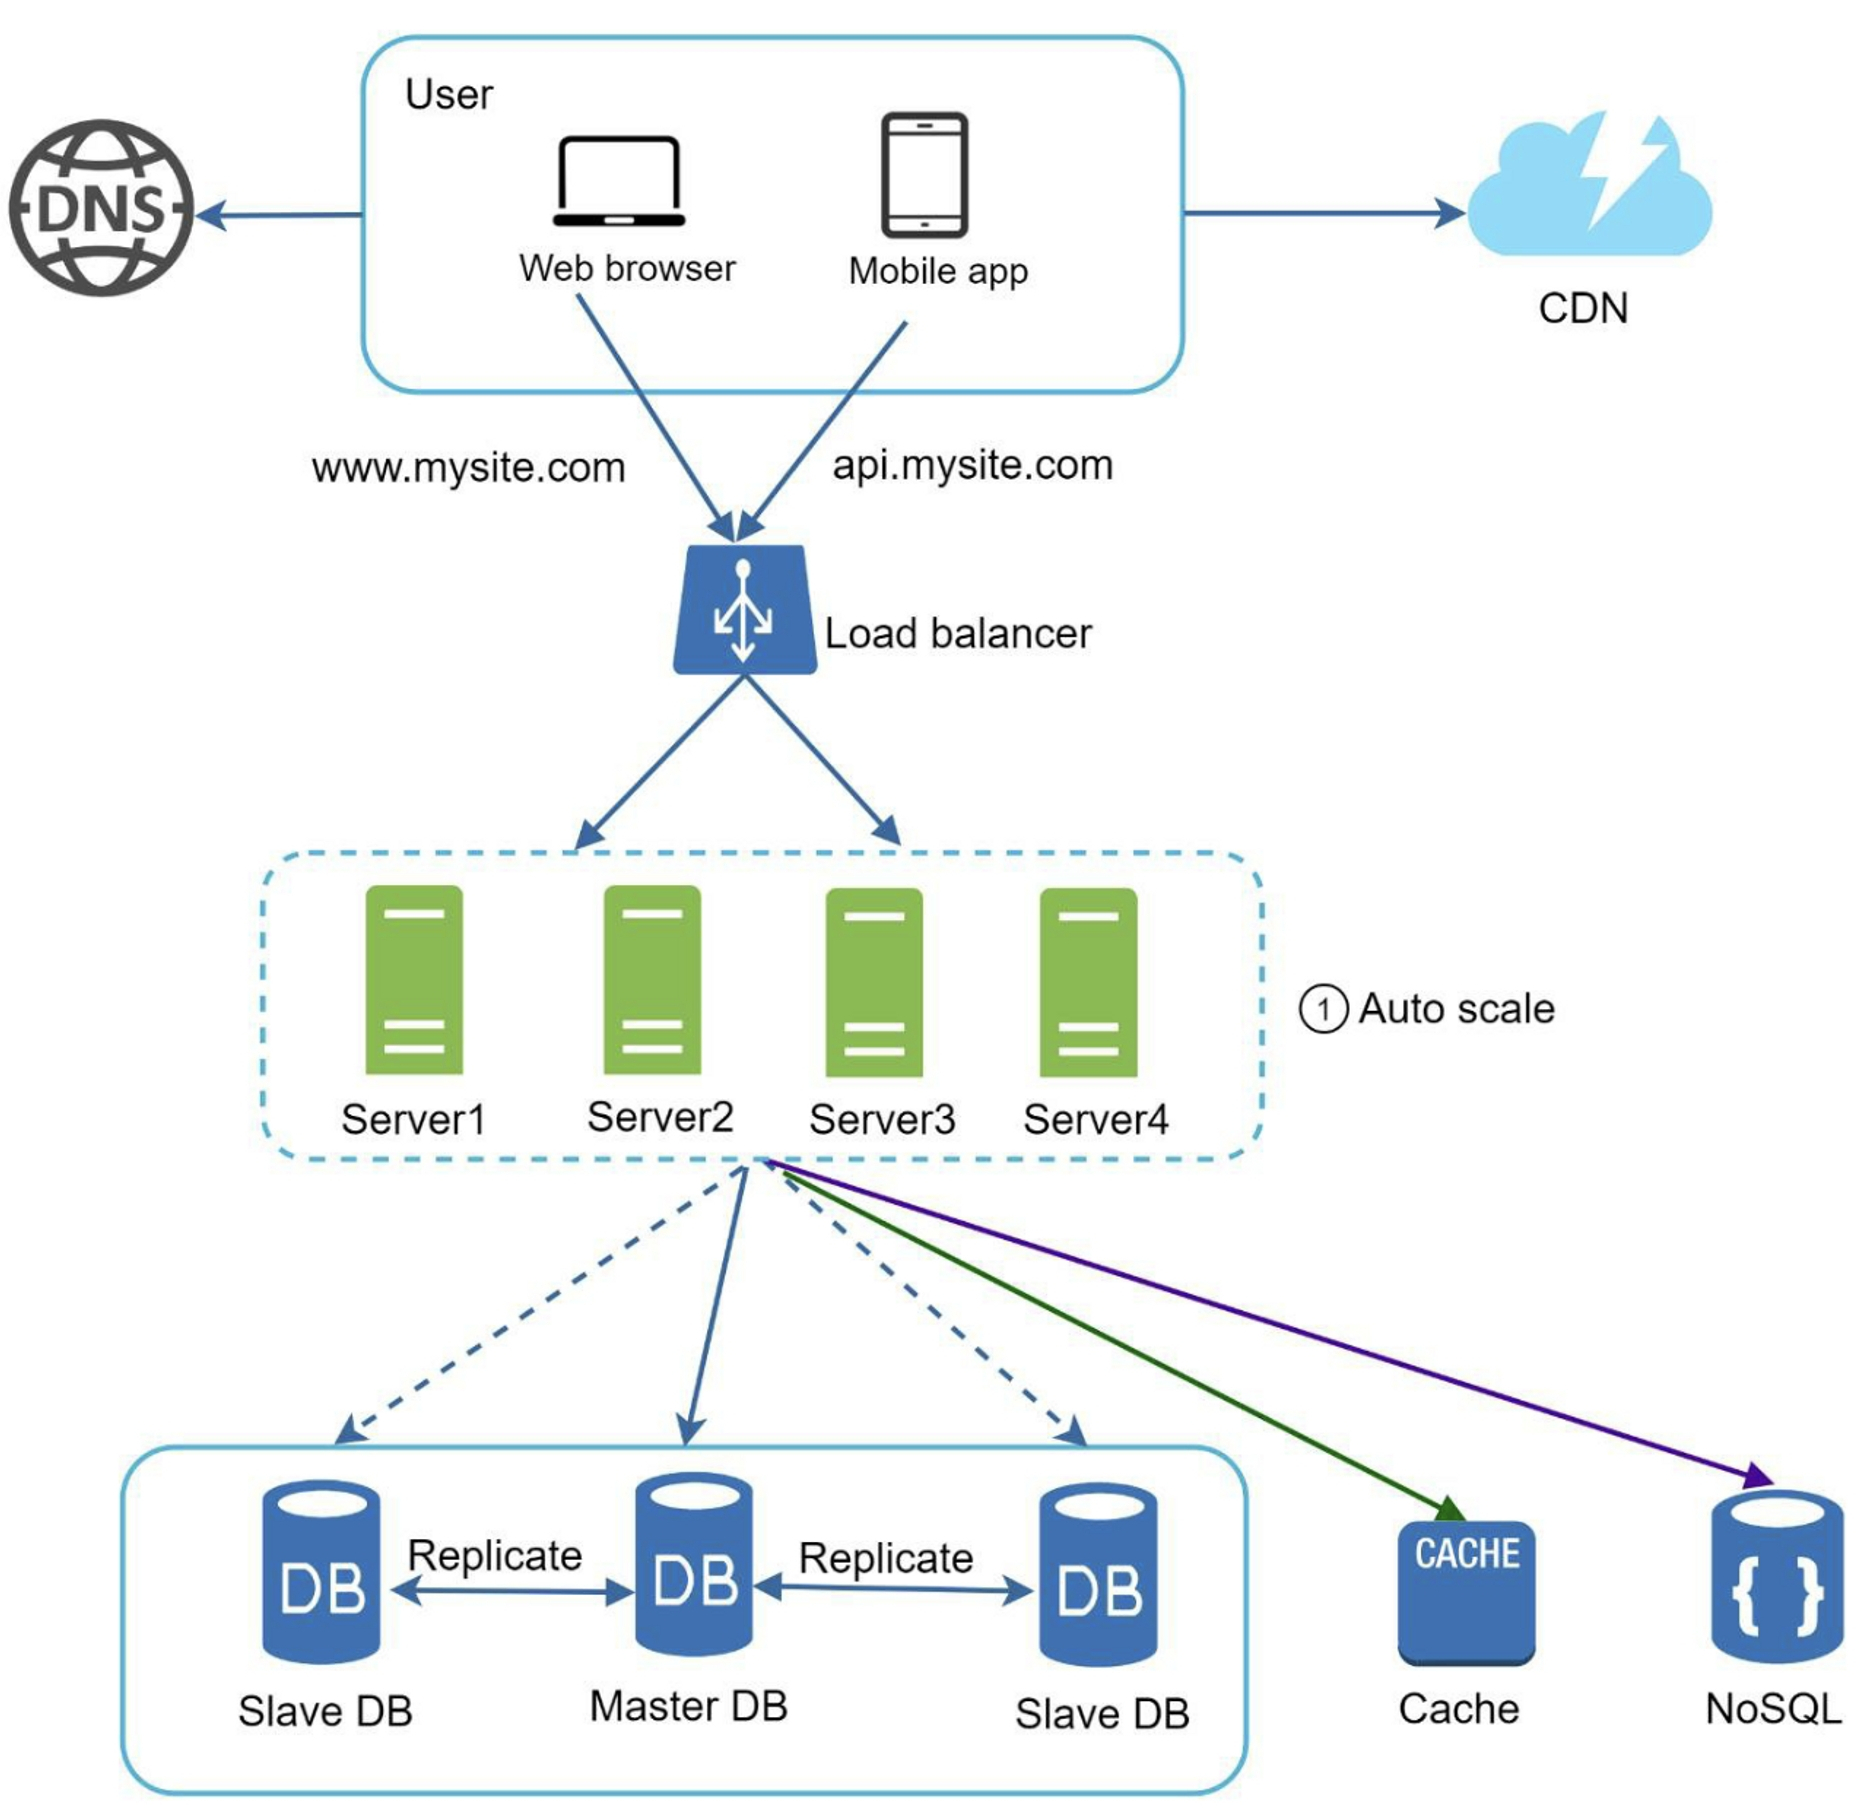 User
DNS
Web browser
Mobile app
CDN
www.mysite.com
api.mysite.com
Load balancer
1 Auto scale
Server1
Server2
Server3
Server4
Replicate
Replicate
DB
DB
DB
CACHE
{ }
Slave DB
Master DB
Slave DB
Cache
NoSQL